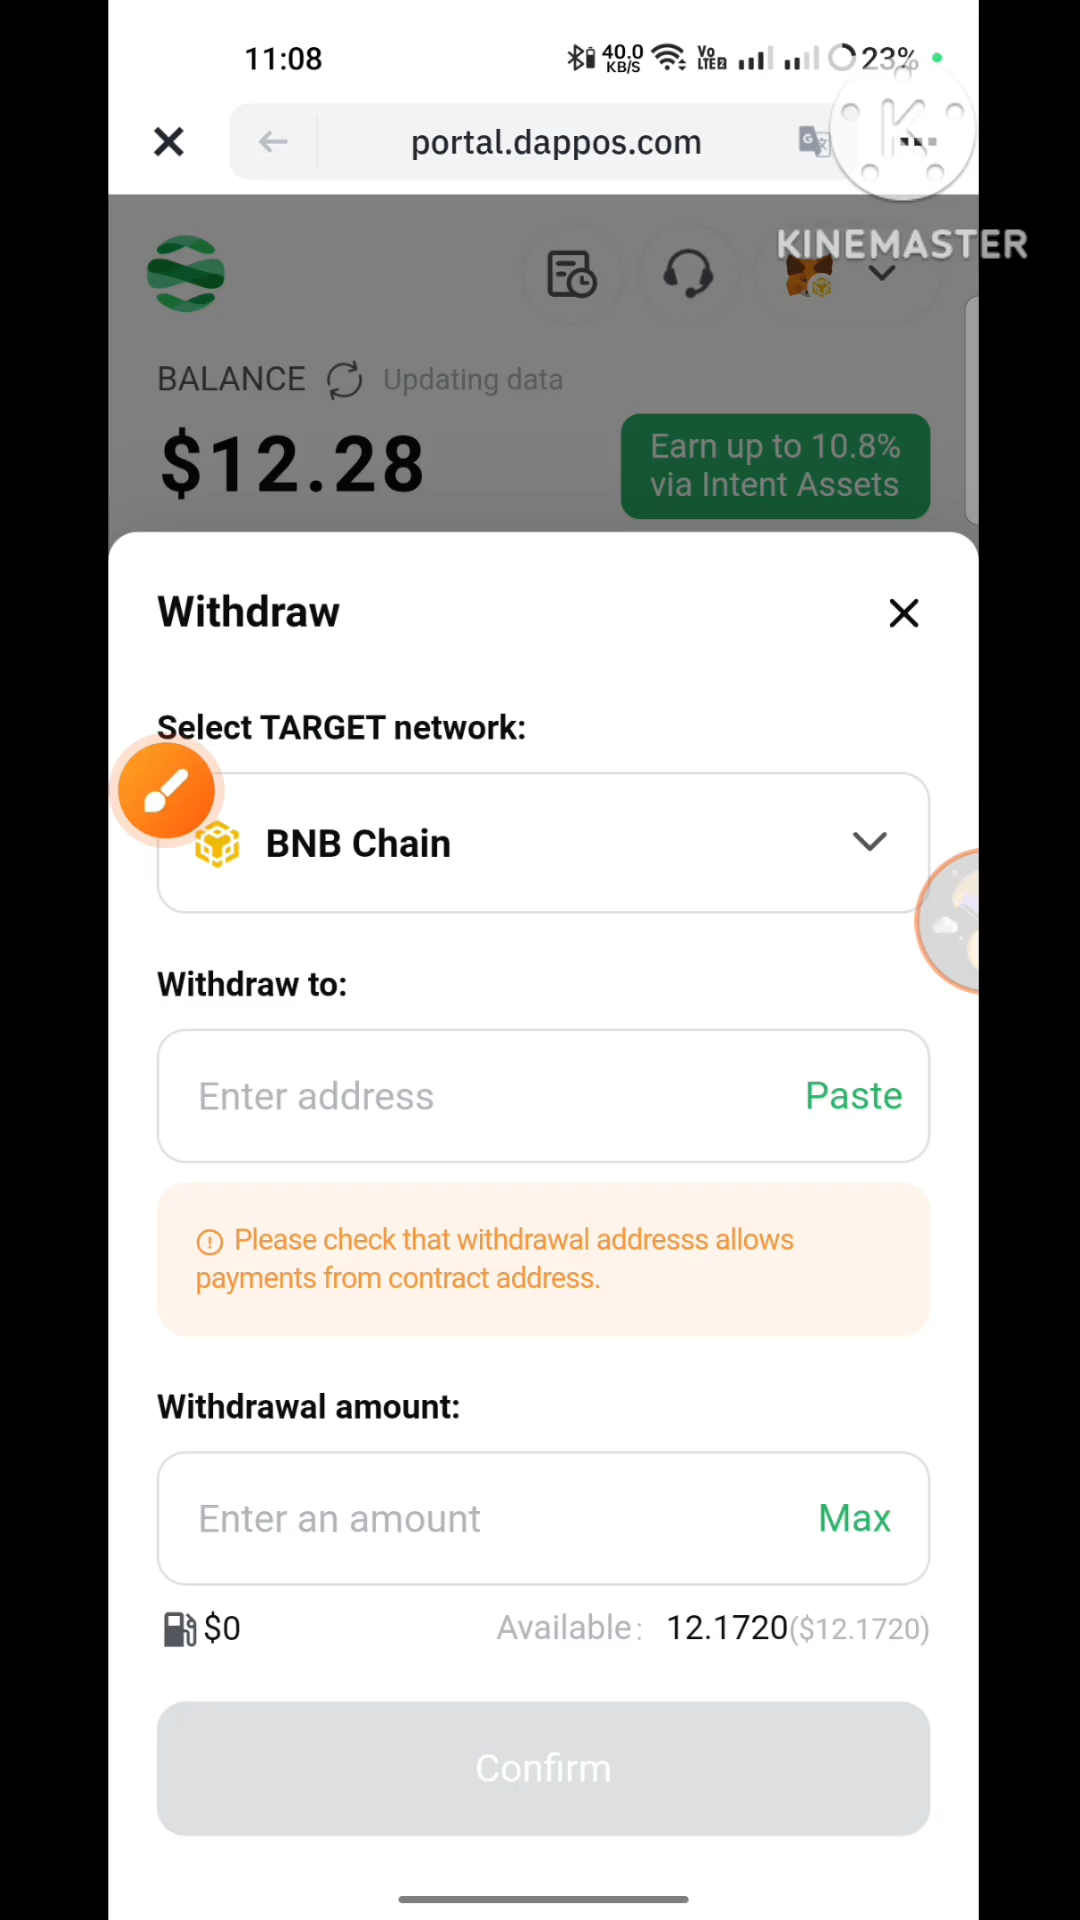 11:08 40.0 KB/S Vo LTE2 23%
portal.dappos.com
K
KINEMASTER
BALANCE Updating data
$12.28
Earn up to 10.8%
via Intent Assets
Withdraw
Select TARGET network:
BNB Chain
Withdraw to:
Enter address Paste
Please check that withdrawal addresss allows
payments from contract address.
Withdrawal amount:
Enter an amount Max
$0 Available: 12.1720($12.1720)
Confirm